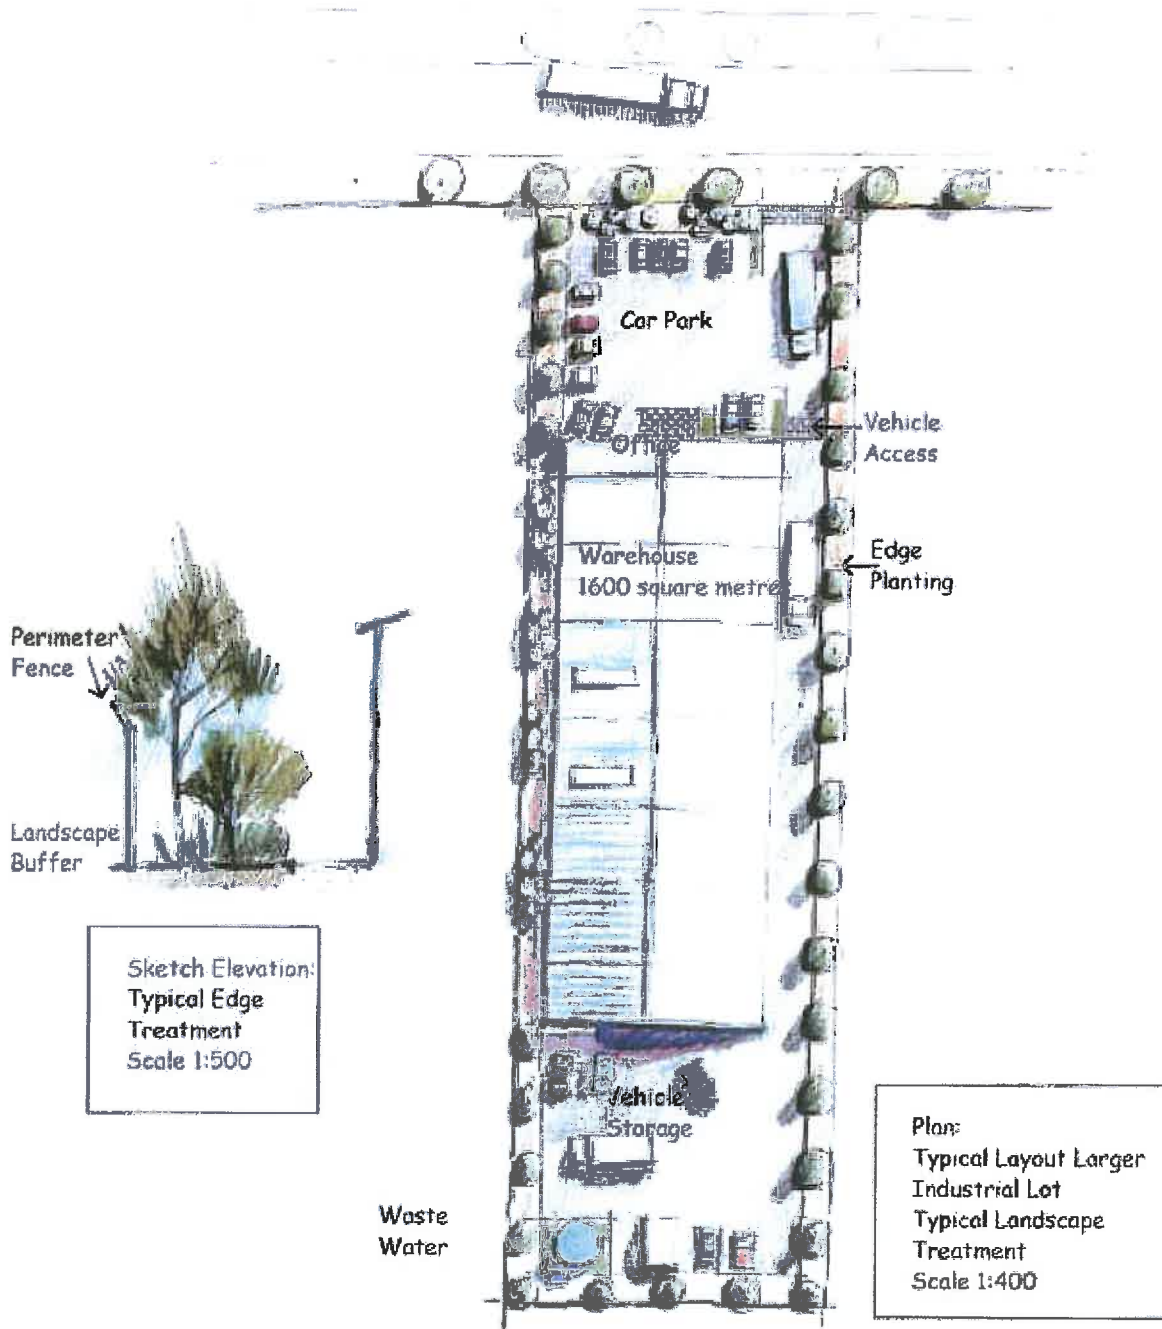 Car Park
Vehicle
Access
Office
Warehouse
1600 square metre
Edge
Planting
Perimeter
Fence
Landscape
Buffer
Sketch Elevation:
Typical Edge
Treatment
Scale 1:500
Vehicle
Storage
Waste
Water
Plan:
Typical Layout Larger
Industrial Lot
Typical Landscape
Treatment
Scale 1:400